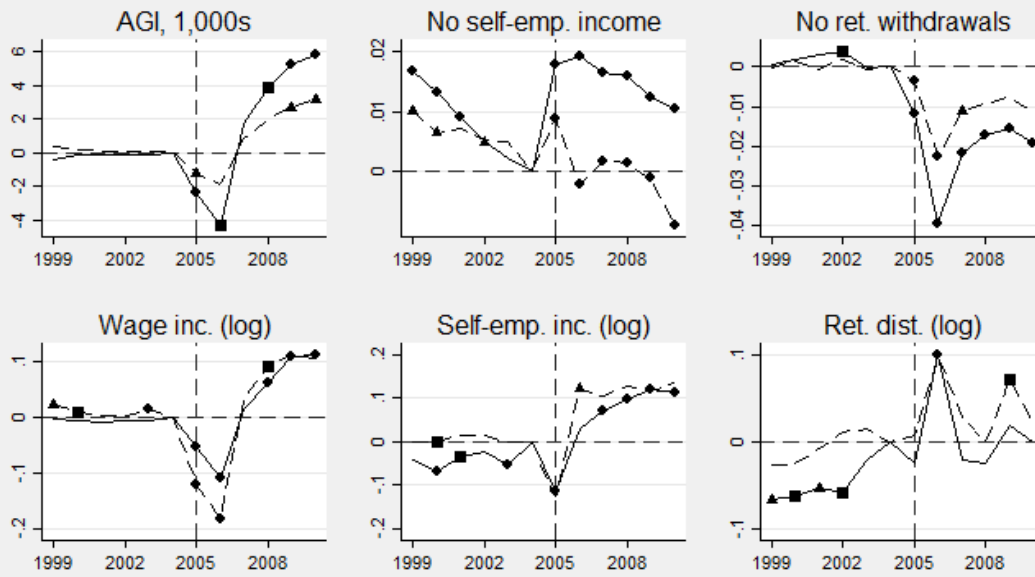 AGI, 1,000s
6
4
2
0
-2
-4
1999 2002 2005 2008
No self-emp. income
.02
.01
0
1999 2002 2005 2008
No ret. withdrawals
0
-.01
-.02
-.03
-.04
1999 2002 2005 2008
Wage inc. (log)
.1
0
-.1
-.2
1999 2002 2005 2008
Self-emp. inc. (log)
.2
.1
0
-.1
-.2
1999 2002 2005 2008
Ret. dist. (log)
.1
0
-.1
1999 2002 2005 2008